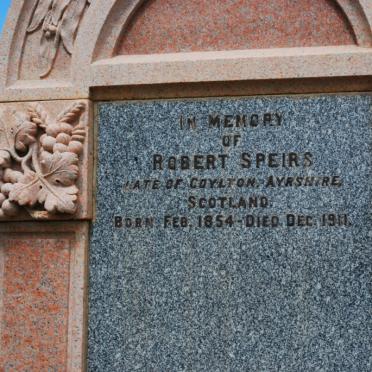 IN MEMORY
OF
ROBERT SPEIRS
LATE OF COYLTON, AYRSHIRE,
SCOTLAND.
BORN FEB. 1854 - DIED DEC. 1911.